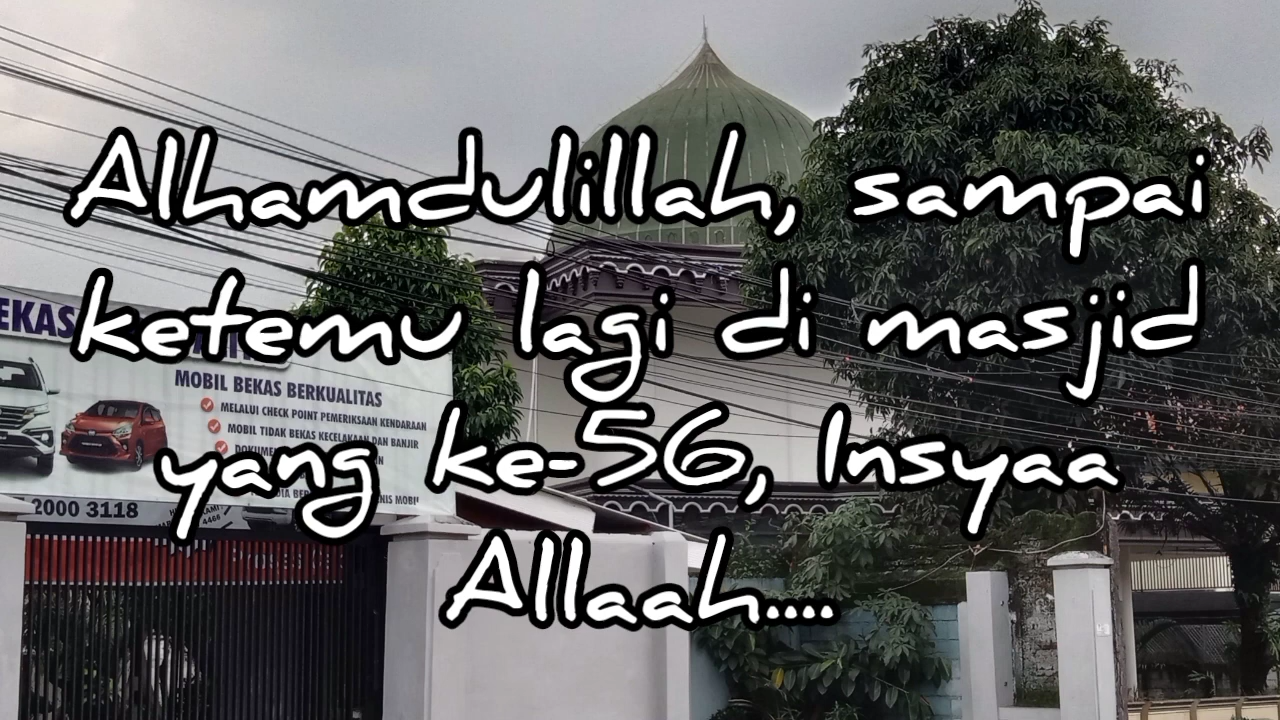 Alhamdulillah, sampai
ketemu lagi di masjid
yang ke-56, Insyaa
Allaah....
EKAS
MOBIL BEKAS BERKUALITAS
MELALUI CHECK POINT PEMERIKSAAN KENDARAAN
MOBIL TIDAK BEKAS KECELAKAAN DAN BANJIR
2000 3118